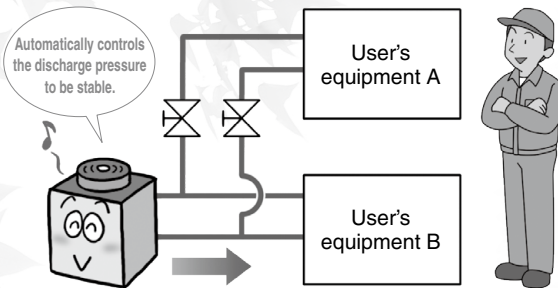 Automatically controls
the discharge pressure
to be stable.
User's
equipment A
User's
equipment B